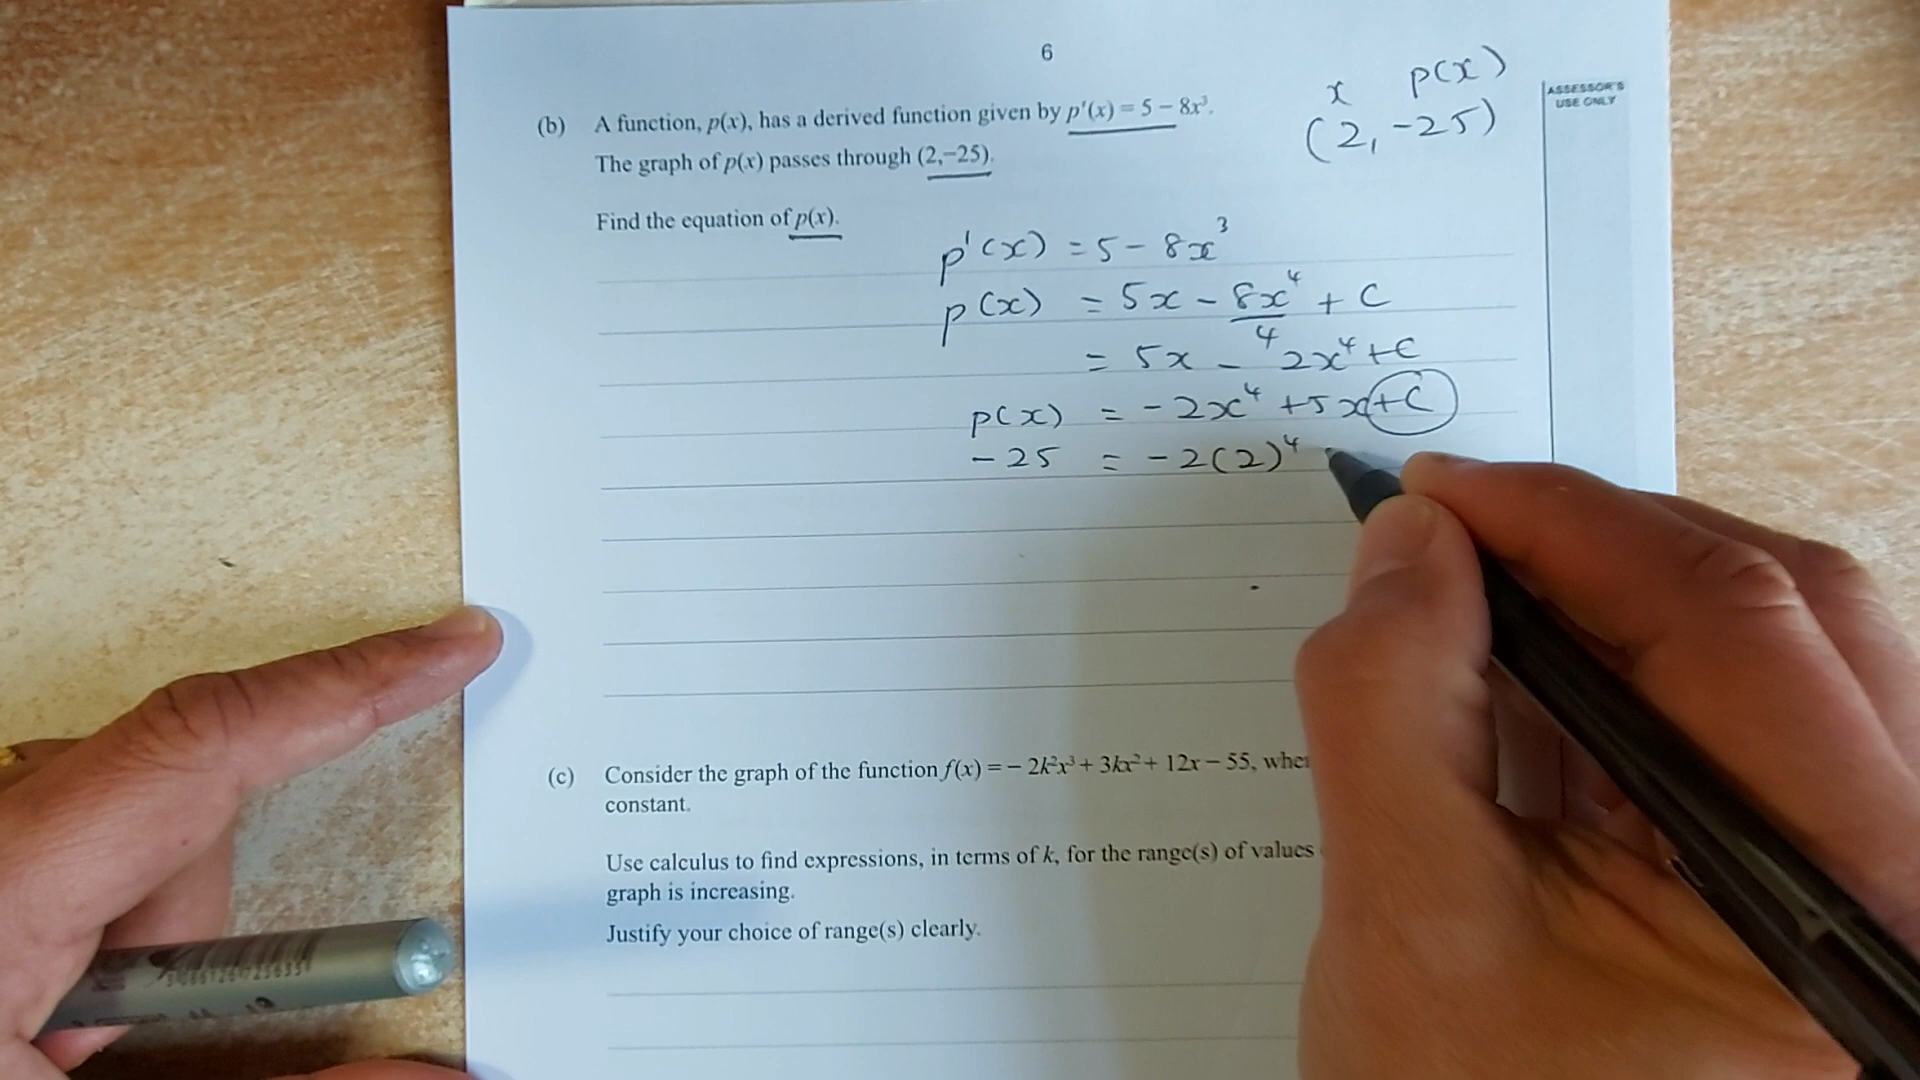 6
ASSESSOR'S
USE ONLY
x p(x)
(2, -25)
(b) A function, p(x), has a derived function given by p'(x) = 5 – 8x³.
The graph of p(x) passes through (2,–25).
Find the equation of p(x).
p'(x) = 5 - 8x³
p(x) = 5x - 8x⁴/4 + C
= 5x - 2x⁴ + C
p(x) = -2x⁴ + 5x + C
-25 = -2(2)⁴
(c) Consider the graph of the function f(x) = – 2k²x³ + 3kx² + 12x – 55,
constant.
Use calculus to find expressions, in terms of k, for the range(s) of values
graph is increasing.
Justify your choice of range(s) clearly.